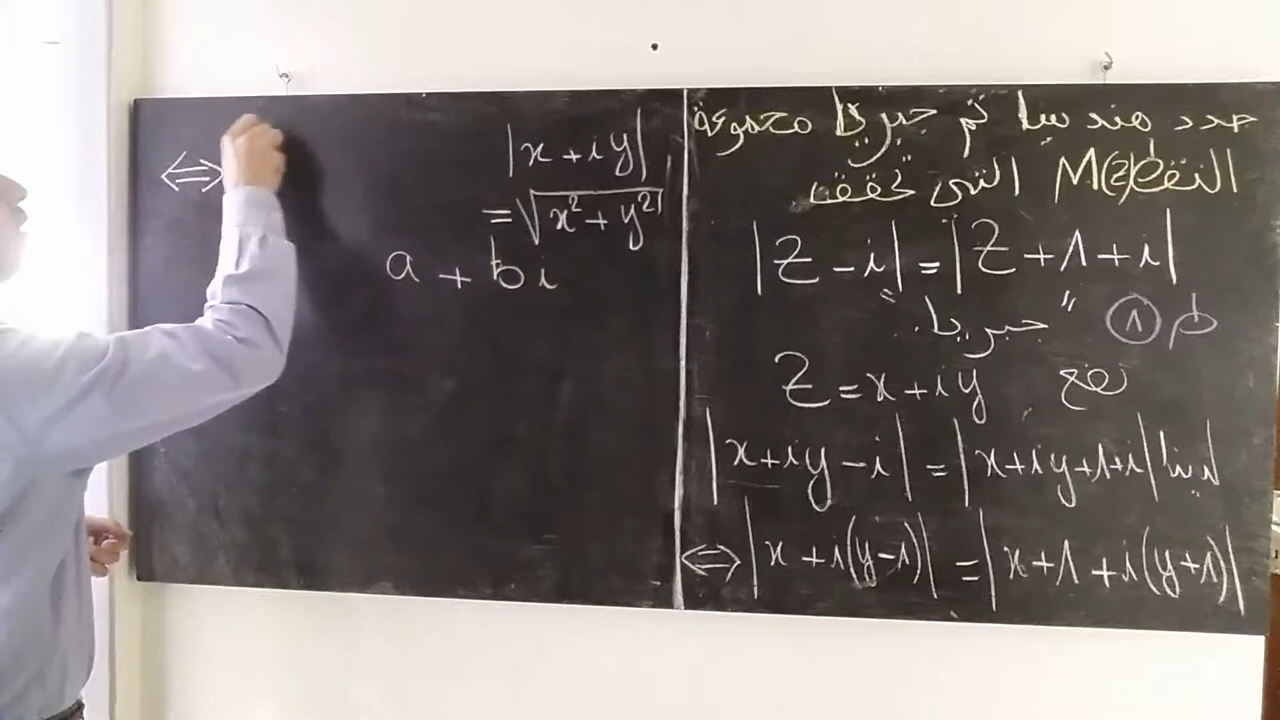 حدد هندسيا ثم جبريا مجموعة
النقط M(z) التي تحقق
|Z - i| = |Z + 1 + i|
ط 1 "جبريا"
نضع Z = x + iy
لدينا |x + iy - i| = |x + iy + 1 + i|
⇔ |x + i(y - 1)| = |x + 1 + i(y + 1)|
|x + iy|
= √x² + y²
⇔
a + bi